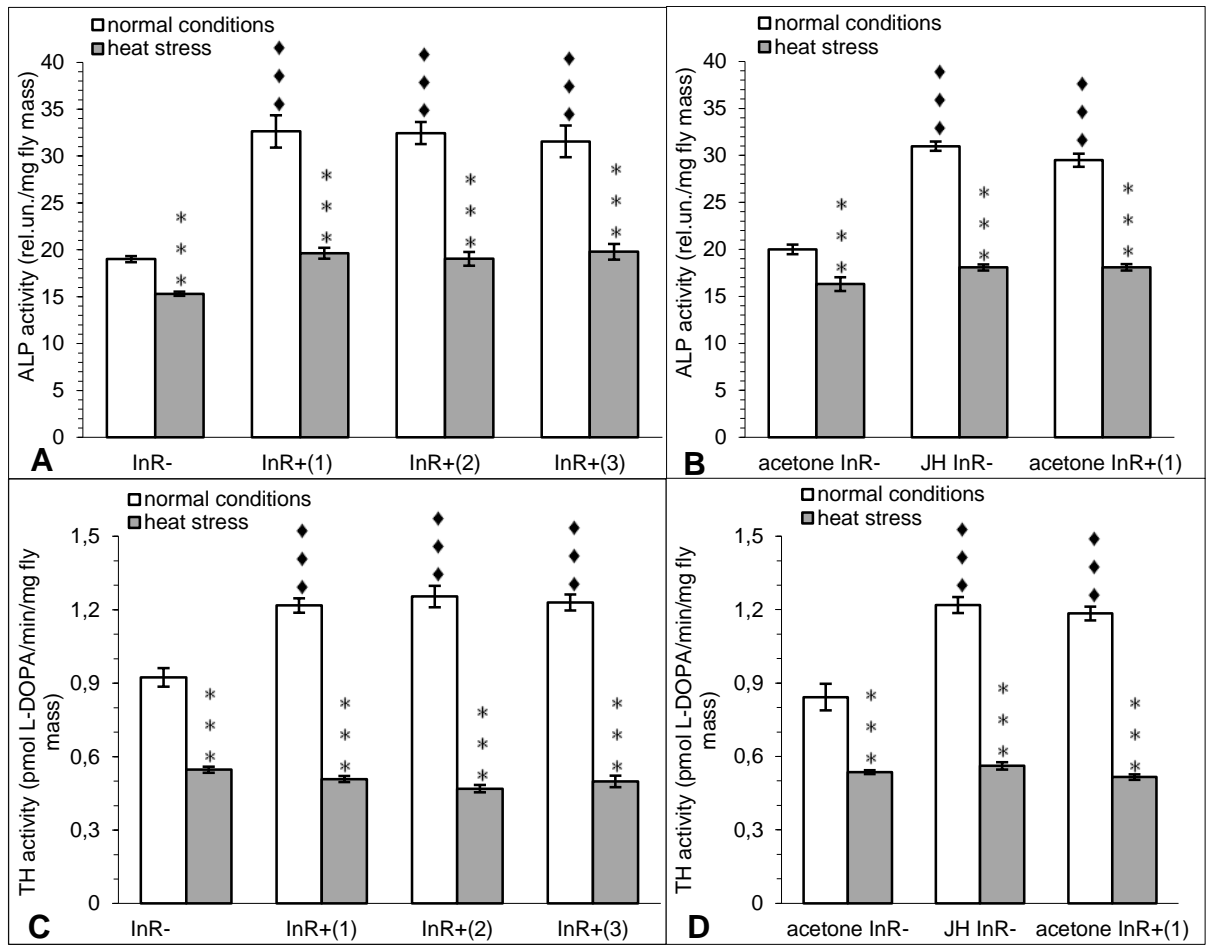 normal conditions
heat stress
ALP activity (rel.un./mg fly mass)
40
35
30
25
20
15
10
5
0
♦ ♦ ♦
♦ ♦ ♦
♦ ♦ ♦
* * *
* * *
* * *
* * *
InR-
InR+(1)
InR+(2)
InR+(3)
A
normal conditions
heat stress
ALP activity (rel.un./mg fly mass)
40
35
30
25
20
15
10
5
0
♦ ♦ ♦
♦ ♦ ♦
* * *
* * *
* * *
acetone InR-
JH InR-
acetone InR+(1)
B
normal conditions
heat stress
TH activity (pmol L-DOPA/min/mg fly
mass)
1,5
1,2
0,9
0,6
0,3
0
♦ ♦ ♦
♦ ♦ ♦
♦ ♦ ♦
* * *
* * *
* * *
* * *
InR-
InR+(1)
InR+(2)
InR+(3)
C
normal conditions
heat stress
TH activity (pmol L-DOPA/min/mg fly
mass)
1,5
1,2
0,9
0,6
0,3
0
♦ ♦ ♦
♦ ♦ ♦
* * *
* * *
* * *
acetone InR-
JH InR-
acetone InR+(1)
D